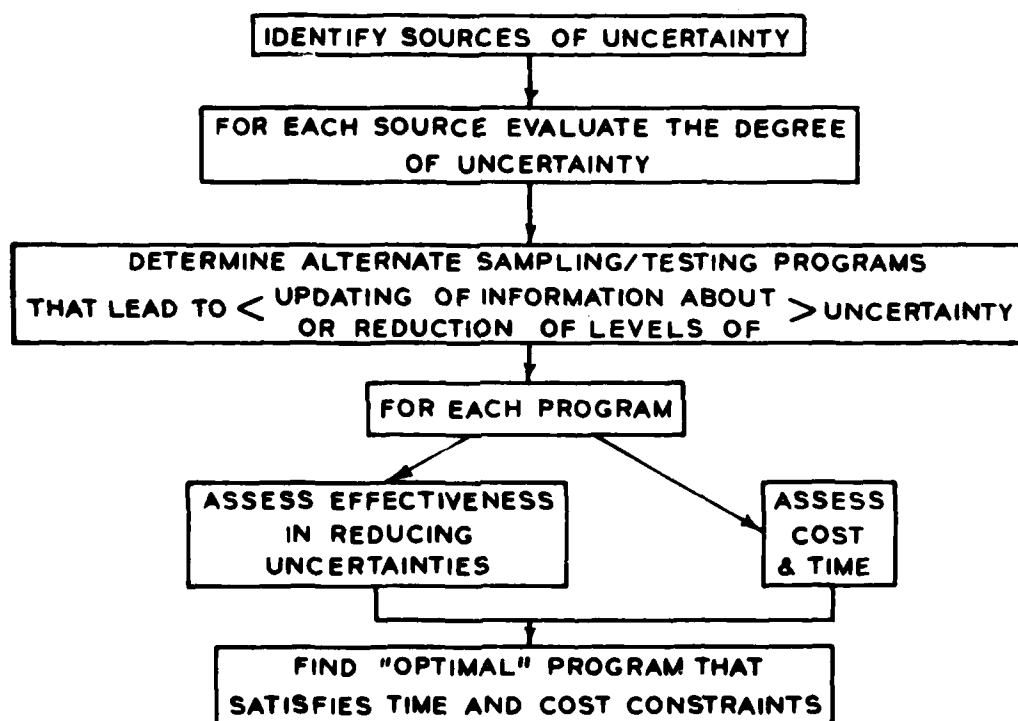 IDENTIFY SOURCES OF UNCERTAINTY
FOR EACH SOURCE EVALUATE THE DEGREE
OF UNCERTAINTY
DETERMINE ALTERNATE SAMPLING/TESTING PROGRAMS
THAT LEAD TO < UPDATING OF INFORMATION ABOUT
OR REDUCTION OF LEVELS OF > UNCERTAINTY
FOR EACH PROGRAM
ASSESS EFFECTIVENESS
IN REDUCING
UNCERTAINTIES
ASSESS
COST
& TIME
FIND "OPTIMAL" PROGRAM THAT
SATISFIES TIME AND COST CONSTRAINTS